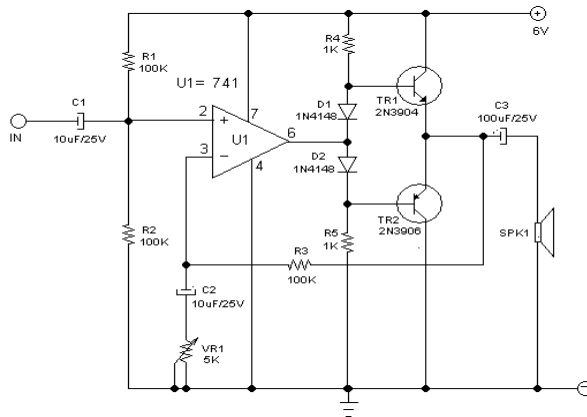 R1
100K
U1= 741
R4
1K
6V
C1
IN
10uF/25V
2
+
7
U1
6
3
−
4
D1
1N4148
D2
1N4148
TR1
2N3904
C3
100uF/25V
R2
100K
TR2
2N3906
SPK1
R5
1K
R3
100K
C2
10uF/25V
VR1
5K